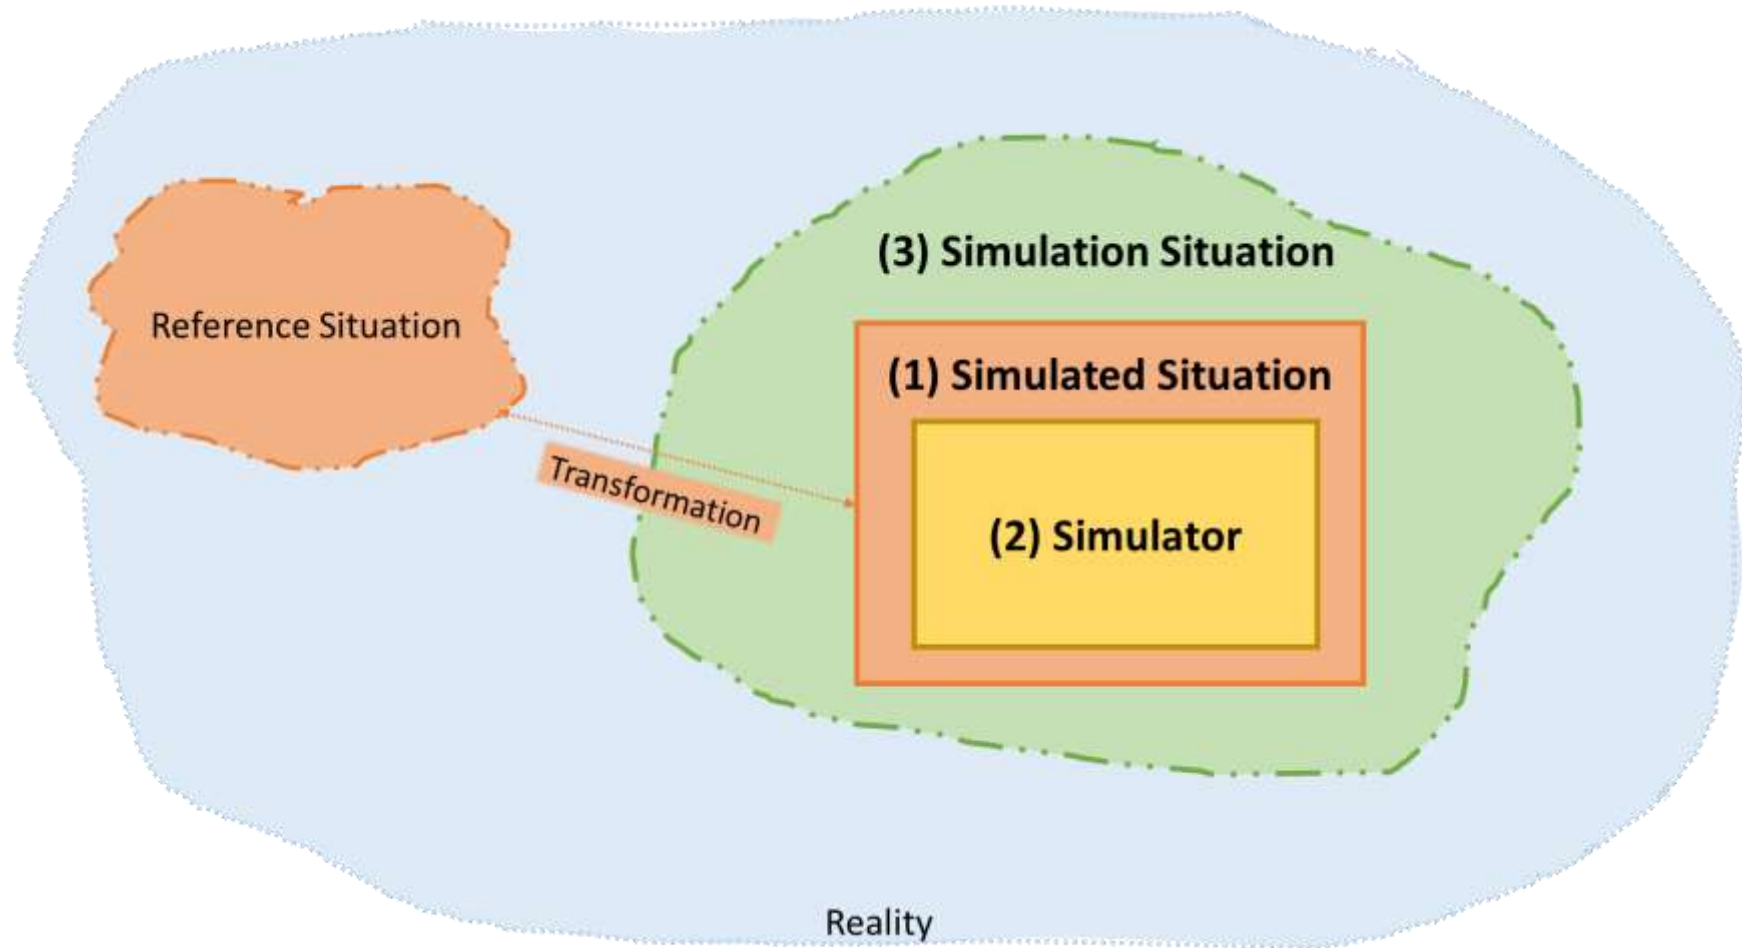 (3) Simulation Situation
Reference Situation
(1) Simulated Situation
Transformation
(2) Simulator
Reality